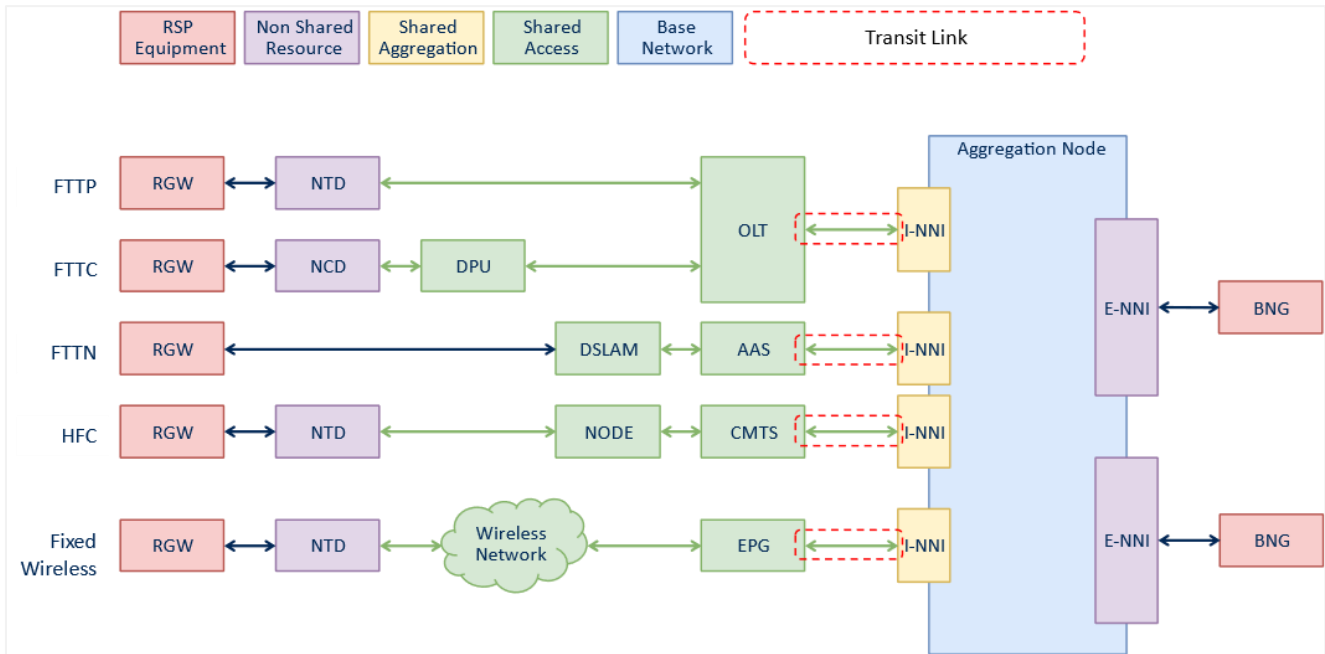 RSP
Equipment
Non Shared
Resource
Shared
Aggregation
Shared
Access
Base
Network
Transit Link
Aggregation Node
FTTP
RGW
NTD
OLT
I-NNI
FTTC
RGW
NCD
DPU
E-NNI
BNG
FTTN
RGW
DSLAM
AAS
I-NNI
HFC
RGW
NTD
NODE
CMTS
I-NNI
Fixed
Wireless
RGW
NTD
Wireless
Network
EPG
I-NNI
E-NNI
BNG